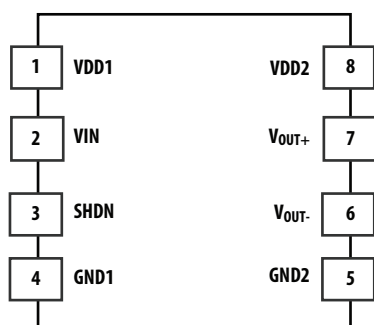 1 VDD1 VDD2 8
2 VIN VOUT+ 7
3 SHDN VOUT- 6
4 GND1 GND2 5